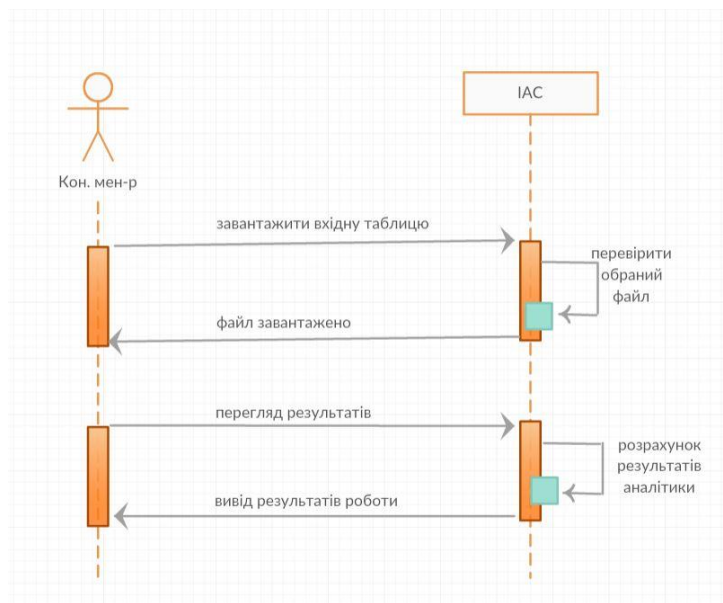 ІАС
Кон. мен-р
завантажити вхідну таблицю
перевірити
обраний
файл
файл завантажено
перегляд результатів
розрахунок
результатів
аналітики
вивід результатів роботи